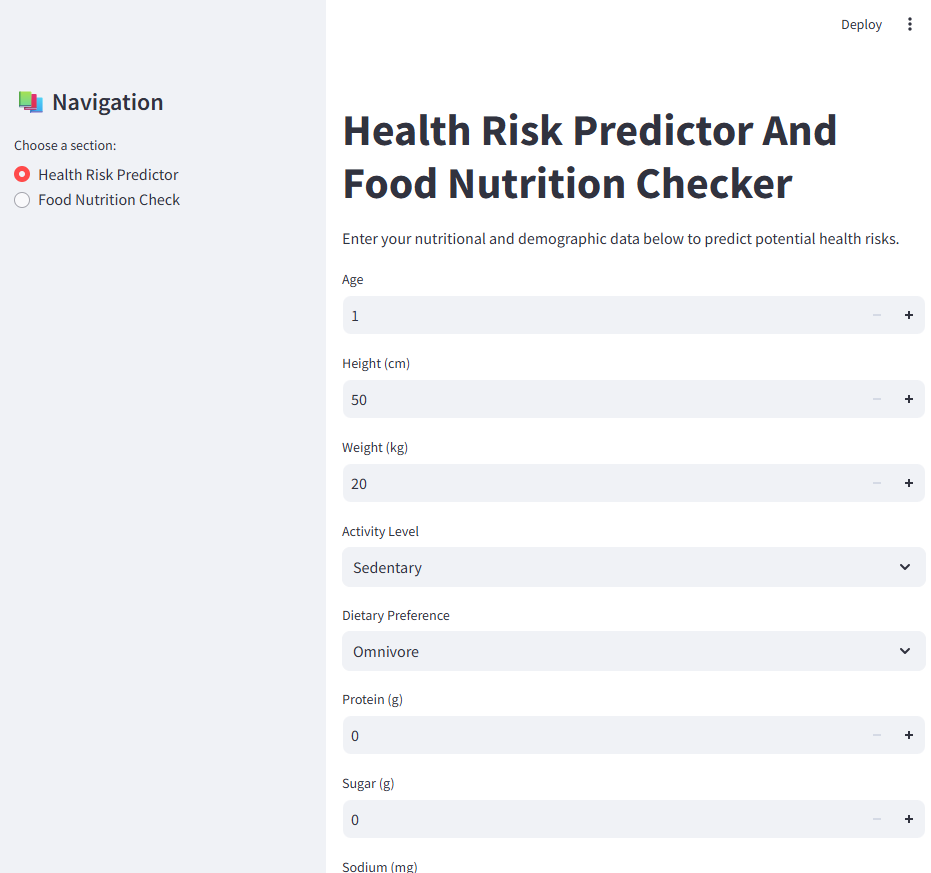 Deploy
Navigation
Choose a section:
Health Risk Predictor
Food Nutrition Check
Health Risk Predictor And
Food Nutrition Checker
Enter your nutritional and demographic data below to predict potential health risks.
Age
1
Height (cm)
50
Weight (kg)
20
Activity Level
Sedentary
Dietary Preference
Omnivore
Protein (g)
0
Sugar (g)
0
Sodium (mg)